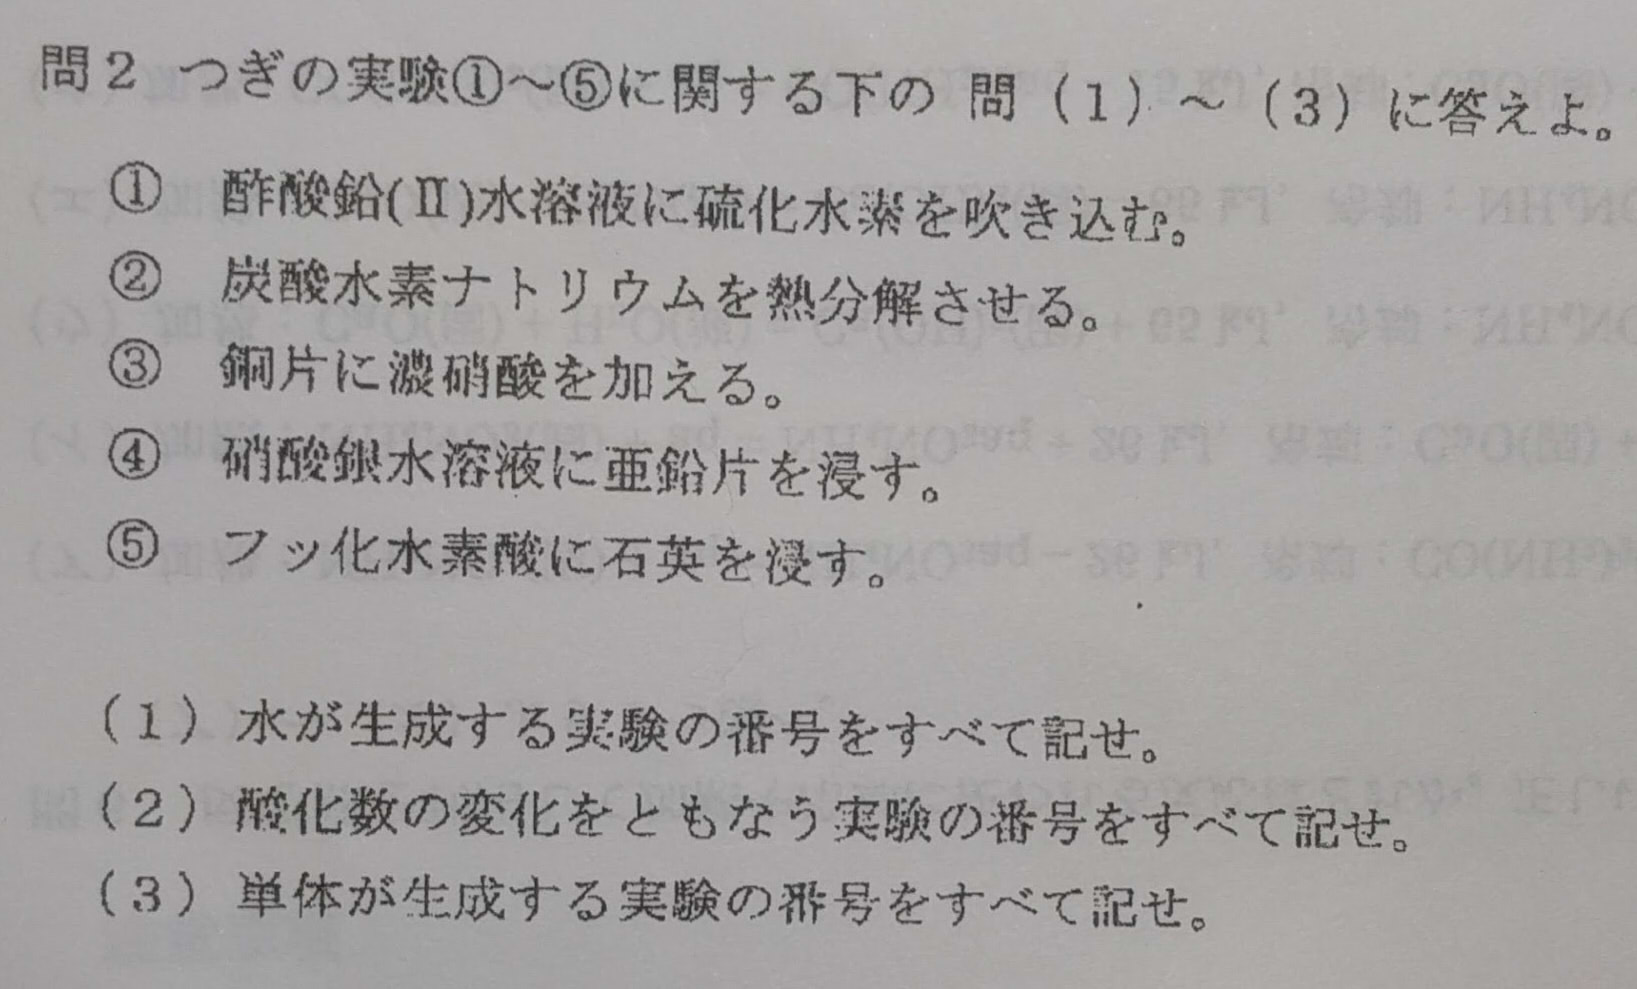 問2 つぎの実験①～⑤に関する下の 問 (1) ～ (3) に答えよ。
① 酢酸鉛(Ⅱ)水溶液に硫化水素を吹き込む。
② 炭酸水素ナトリウムを熱分解させる。
③ 銅片に濃硝酸を加える。
④ 硝酸銀水溶液に亜鉛片を浸す。
⑤ フッ化水素酸に石英を浸す。
(1) 水が生成する実験の番号をすべて記せ。
(2) 酸化数の変化をともなう実験の番号をすべて記せ。
(3) 単体が生成する実験の番号をすべて記せ。